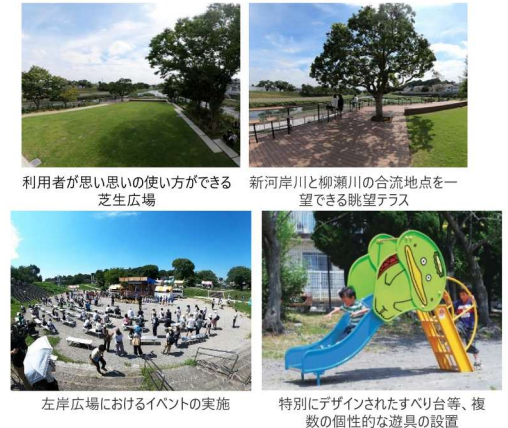 利用者が思い思いの使い方ができる
芝生広場
新河岸川と柳瀬川の合流地点を一
望できる眺望テラス
左岸広場におけるイベントの実施
特別にデザインされたすべり台等、複
数の個性的な遊具の設置